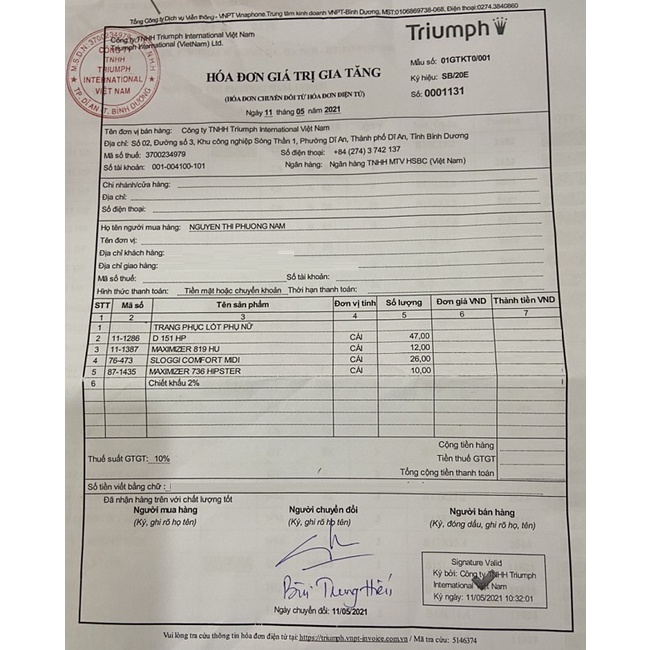 Tổng Công ty Dịch vụ Viễn thông - VNPT Vinaphone.Trung tâm kinh doanh VNPT-Bình Dương, MST:0106869738-068, Điện thoại:0274.3840860
Công ty TNHH Triumph International Việt Nam
Triumph International (VietNam) Ltd.
M.S.D.N: 3700234979
CÔNG TY
TNHH
TRIUMPH
INTERNATIONAL
VIỆT NAM
TP. DĨ AN - T. BÌNH DƯƠNG
Triumph
HÓA ĐƠN GIÁ TRỊ GIA TĂNG
(HÓA ĐƠN CHUYỂN ĐỔI TỪ HÓA ĐƠN ĐIỆN TỬ)
Ngày 11 tháng 05 năm 2021
Mẫu số: 01GTKT0/001
Ký hiệu: SB/20E
Số: 0001131
Tên đơn vị bán hàng: Công ty TNHH Triumph International Việt Nam
Địa chỉ: Số 02, Đường số 3, Khu công nghiệp Sóng Thần 1, Phường Dĩ An, Thành phố Dĩ An, Tỉnh Bình Dương
Mã số thuế: 3700234979 Số điện thoại: +84 (274) 3 742 137
Số tài khoản: 001-004100-101 Ngân hàng: Ngân hàng TNHH MTV HSBC (Việt Nam)
Chi nhánh/cửa hàng:
Địa chỉ:
Số điện thoại:
Họ tên người mua hàng: NGUYEN THI PHUONG NAM
Tên đơn vị:
Địa chỉ khách hàng:
Địa chỉ giao hàng:
Mã số thuế: Số tài khoản:
Hình thức thanh toán: Tiền mặt hoặc chuyển khoản Thời hạn thanh toán:
STT Mã số Tên sản phẩm Đơn vị tính Số lượng Đơn giá VND Thành tiền VND
1 2 3 4 5 6 7
1 TRANG PHỤC LÓT PHỤ NỮ
2 11-1286 D 151 HP CÁI 47,00
3 11-1387 MAXIMIZER 819 HU CÁI 12,00
4 76-473 SLOGGI COMFORT MIDI CÁI 26,00
5 87-1435 MAXIMIZER 736 HIPSTER CÁI 10,00
6 Chiết khấu 2%
Cộng tiền hàng
Thuế suất GTGT: 10% Tiền thuế GTGT
Tổng cộng tiền thanh toán
Số tiền viết bằng chữ :
Đã nhận hàng trên với chất lượng tốt
Người mua hàng Người chuyển đổi Người bán hàng
(Ký, ghi rõ họ tên) (Ký, ghi rõ họ tên) (Ký, đóng dấu, ghi rõ họ, tên)
Signature Valid
Ký bởi: Công ty TNHH Triumph
International Việt Nam
Ký ngày: 11/05/2021 10:32:01
Bùi Trung Hiếu
Ngày chuyển đổi: 11/05/2021
Vui lòng tra cứu thông tin hóa đơn điện tử tại: https://triumph.vnpt-invoice.com.vn / Mã tra cứu: 5146374